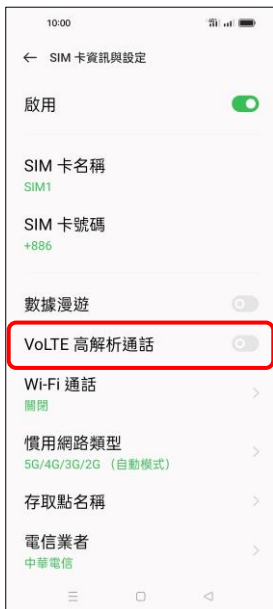 10:00
← SIM 卡資訊與設定
啟用
SIM 卡名稱
SIM1
SIM 卡號碼
+886
數據漫遊
VoLTE 高解析通話
Wi-Fi 通話
關閉
慣用網路類型
5G/4G/3G/2G （自動模式）
存取點名稱
電信業者
中華電信